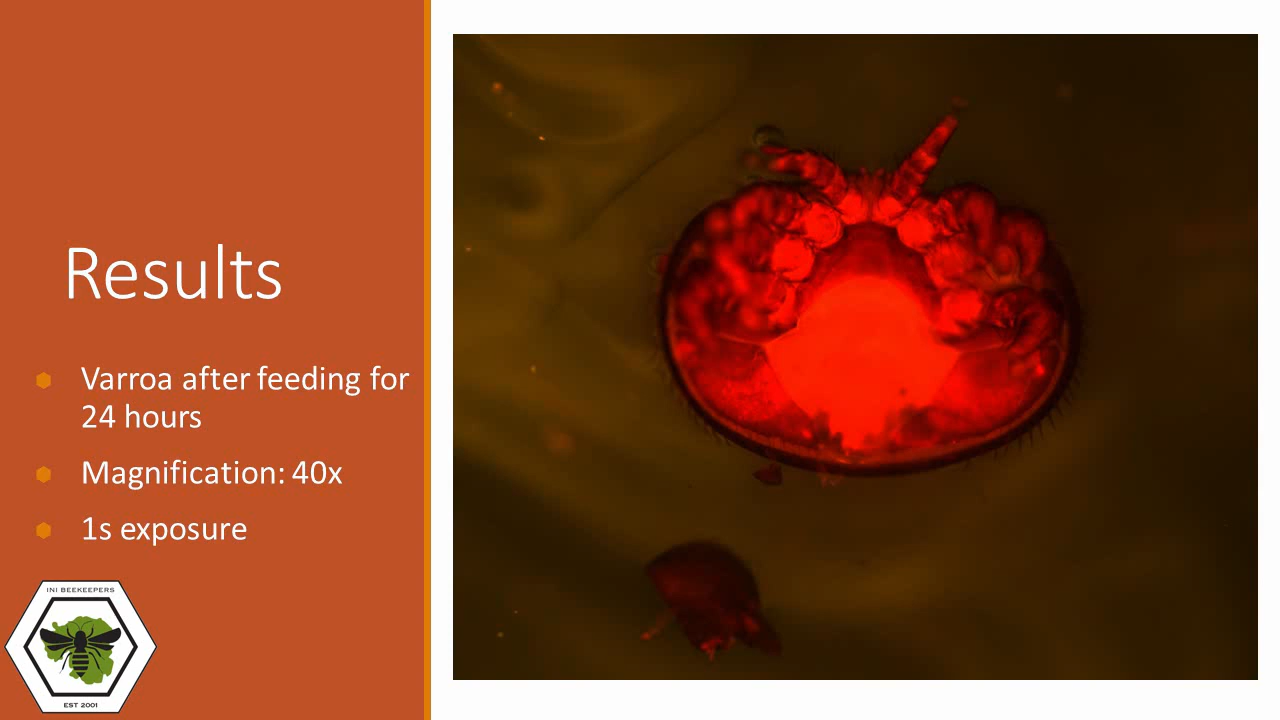 Results
Varroa after feeding for
24 hours
Magnification: 40x
1s exposure
INI BEEKEEPERS
EST 2001